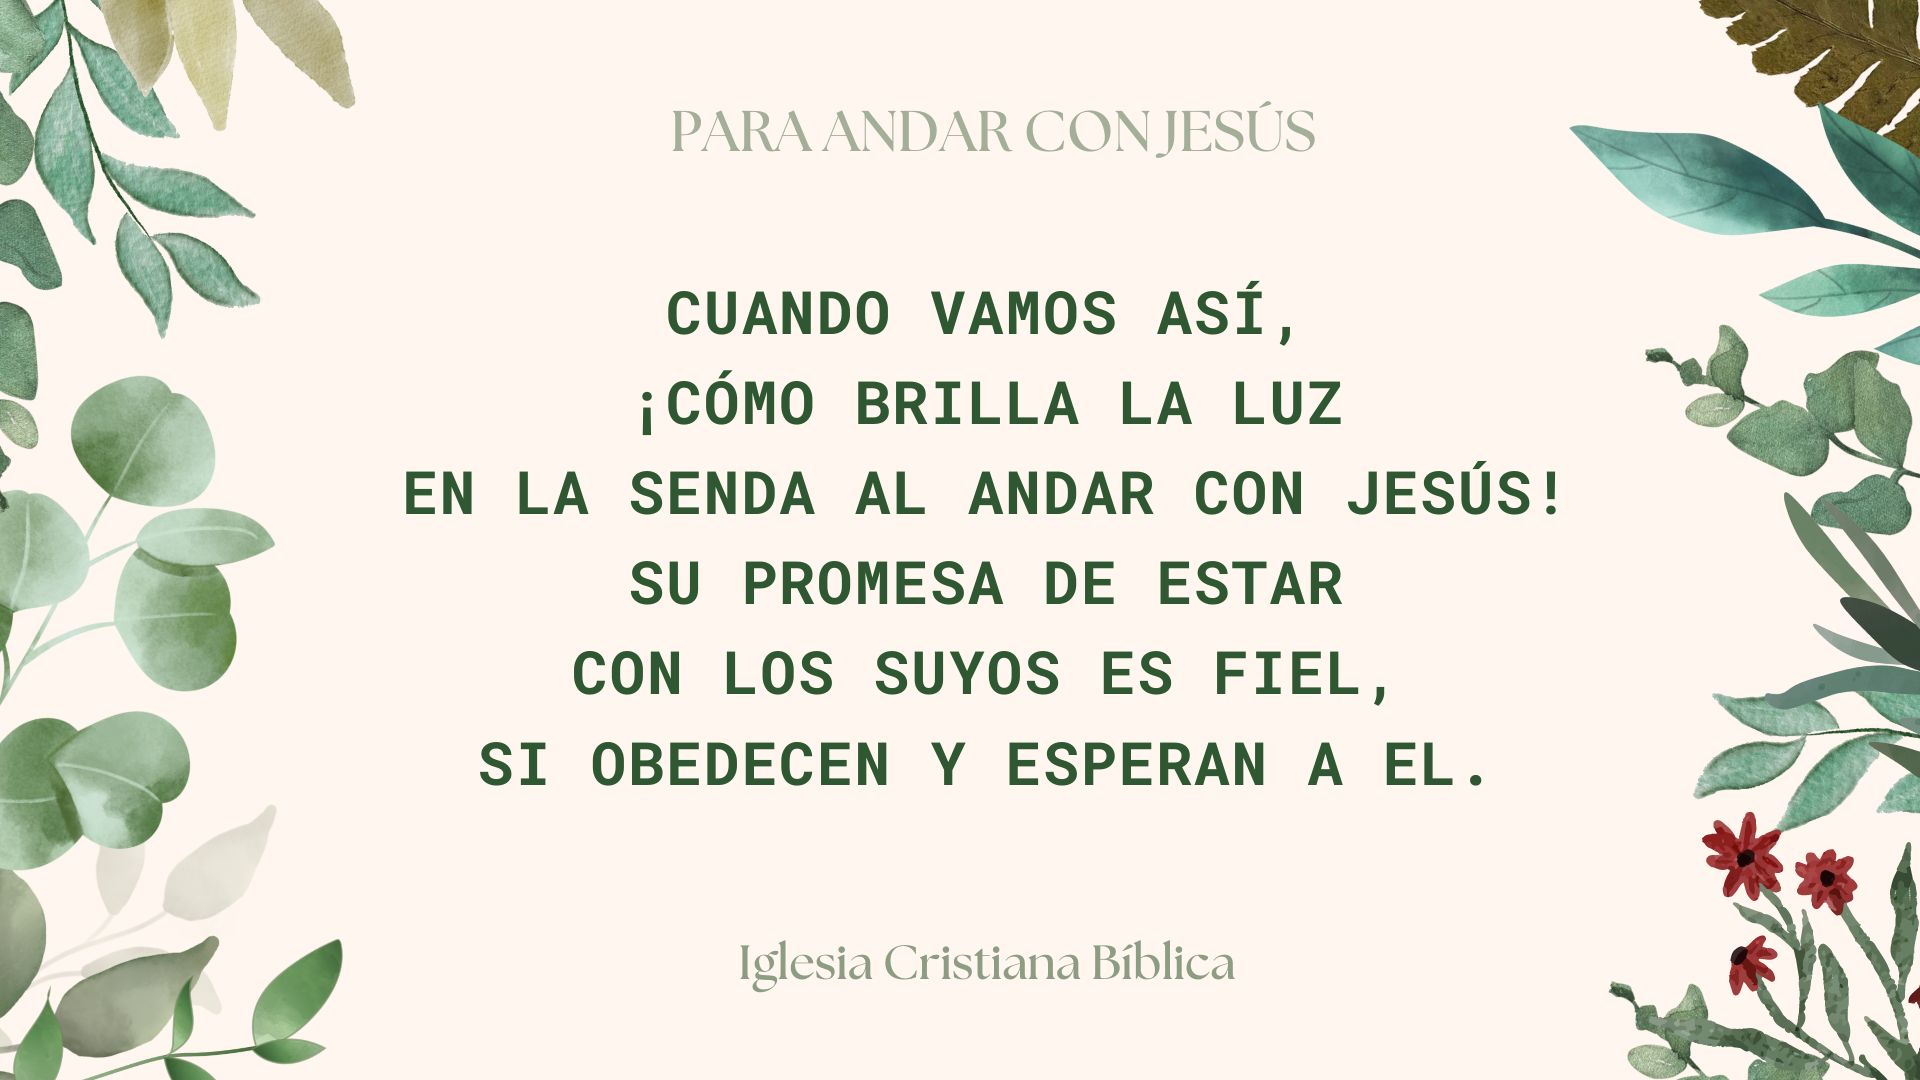 PARA ANDAR CON JESÚS
CUANDO VAMOS ASÍ,
¡CÓMO BRILLA LA LUZ
EN LA SENDA AL ANDAR CON JESÚS!
SU PROMESA DE ESTAR
CON LOS SUYOS ES FIEL,
SI OBEDECEN Y ESPERAN A EL.
Iglesia Cristiana Bíblica